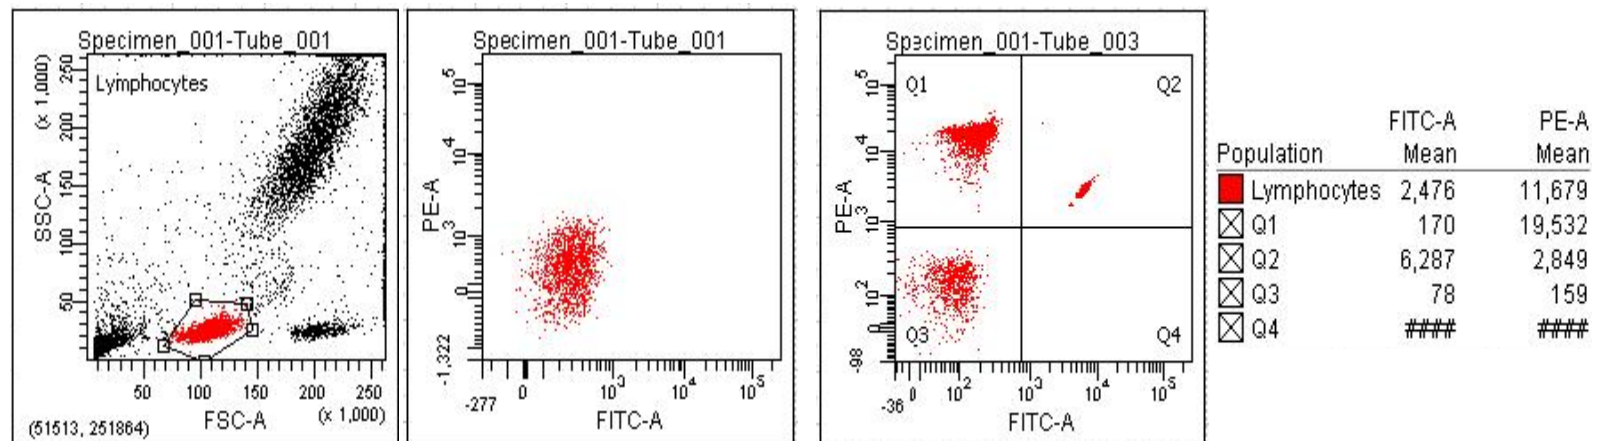 Specimen_001-Tube_001
Lymphocytes
SSC-A
(x 1,000)
50 100 150 200 250
50 100 150 200 250
FSC-A
(x 1,000)
(51513, 251864)
Specimen_001-Tube_001
PE-A
-1,322 0 10^3 10^4 10^5
-277 0 10^3 10^4 10^5
FITC-A
Specimen_001-Tube_003
Q1 Q2
Q3 Q4
PE-A
-98 0 10^2 10^3 10^4 10^5
-36 0 10^2 10^3 10^4 10^5
FITC-A
FITC-A PE-A
Population Mean Mean
Lymphocytes 2,476 11,679
Q1 170 19,532
Q2 6,287 2,849
Q3 78 159
Q4 #### ####